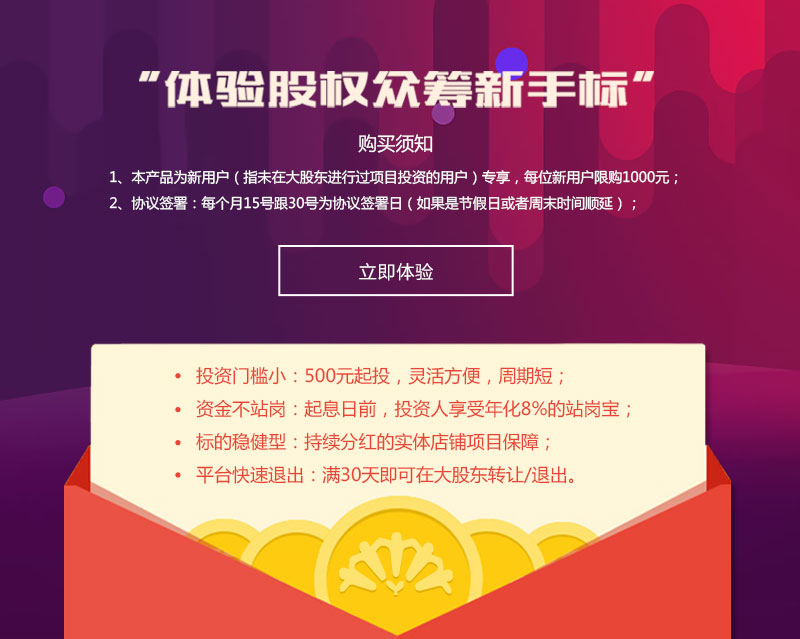 “体验股权众筹新手标”
购买须知
1、本产品为新用户（指未在大股东进行过项目投资的用户）专享，每位新用户限购1000元；
2、协议签署：每个月15号跟30号为协议签署日（如果是节假日或者周末时间顺延）；
立即体验
• 投资门槛小：500元起投，灵活方便，周期短；
• 资金不站岗：起息日前，投资人享受年化8%的站岗宝；
• 标的稳健型：持续分红的实体店铺项目保障；
• 平台快速退出：满30天即可在大股东转让/退出。